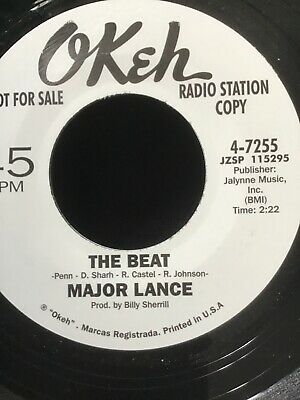 OKeh
OT FOR SALE
RADIO STATION
COPY
45
PM
4-7255
JZSP 115295
Publisher:
Jalynne Music,
Inc.
(BMI)
Time: 2:22
THE BEAT
-Penn - D. Sharh - R. Castel - R. Johnson-
MAJOR LANCE
Prod. by Billy Sherrill
℗ "Okeh". Marcas Registrada. Printed in U.S.A